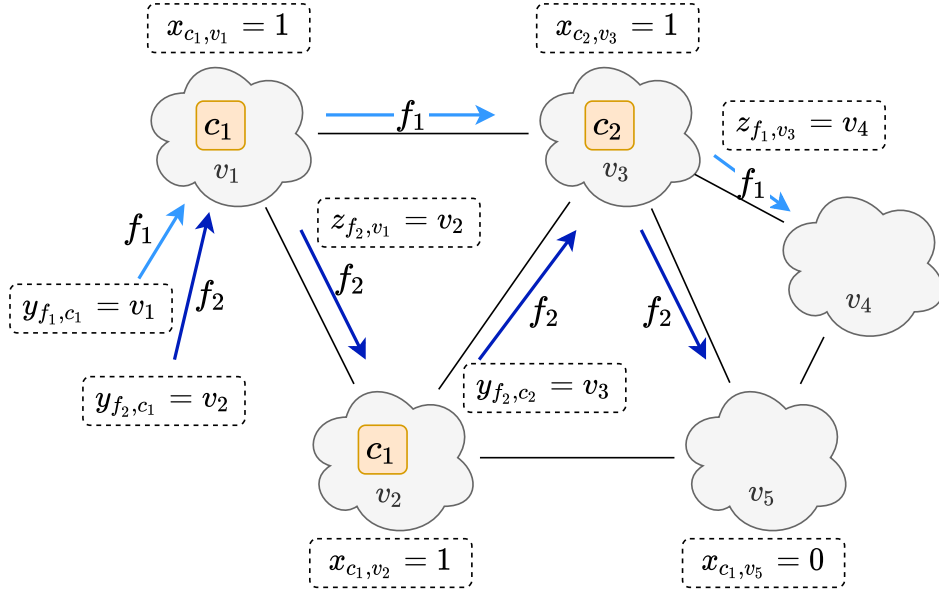 x_{c_1,v_1} = 1
x_{c_2,v_3} = 1
c_1
v_1
f_1
c_2
v_3
z_{f_1,v_3} = v_4
f_1
f_1
z_{f_2,v_1} = v_2
y_{f_1,c_1} = v_1
f_2
f_2
f_2
f_2
v_4
y_{f_2,c_1} = v_2
y_{f_2,c_2} = v_3
c_1
v_2
v_5
x_{c_1,v_2} = 1
x_{c_1,v_5} = 0